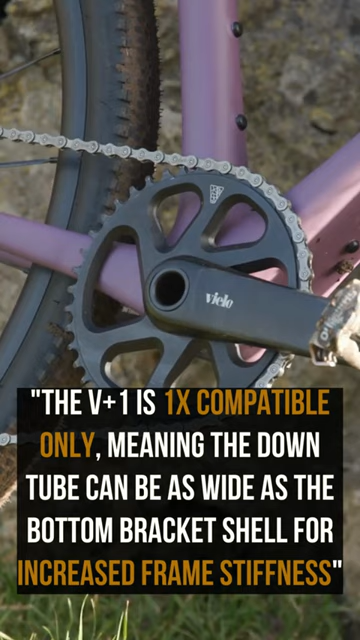 vielo
"THE V+1 IS 1X COMPATIBLE
ONLY, MEANING THE DOWN
TUBE CAN BE AS WIDE AS THE
BOTTOM BRACKET SHELL FOR
INCREASED FRAME STIFFNESS"